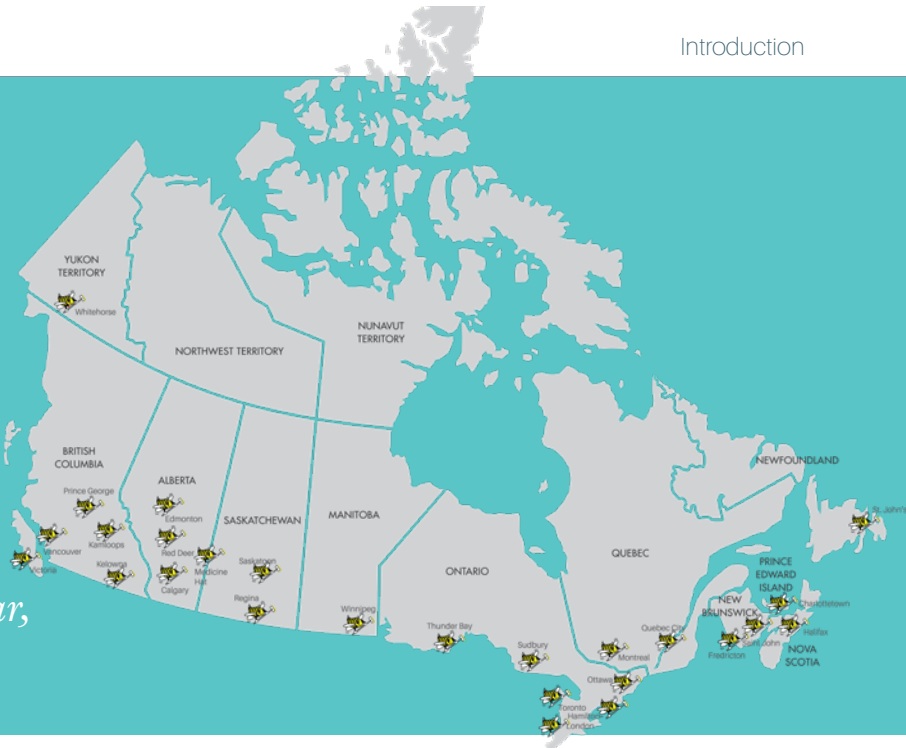 Introduction
YUKON
TERRITORY
Whitehorse
NUNAVUT
TERRITORY
NORTHWEST TERRITORY
BRITISH
COLUMBIA
Prince George
Vancouver
Kamloops
Victoria
Kelowna
ALBERTA
Edmonton
Red Deer
Medicine
Hat
Calgary
SASKATCHEWAN
Saskatoon
Regina
MANITOBA
Winnipeg
ONTARIO
Thunder Bay
Sudbury
Ottawa
Toronto
Hamilton
London
QUEBEC
Quebec City
Montreal
NEWFOUNDLAND
St. John's
PRINCE
EDWARD
ISLAND
Charlottetown
NEW
BRUNSWICK
Saint John
Fredricton
Halifax
NOVA
SCOTIA
ar,